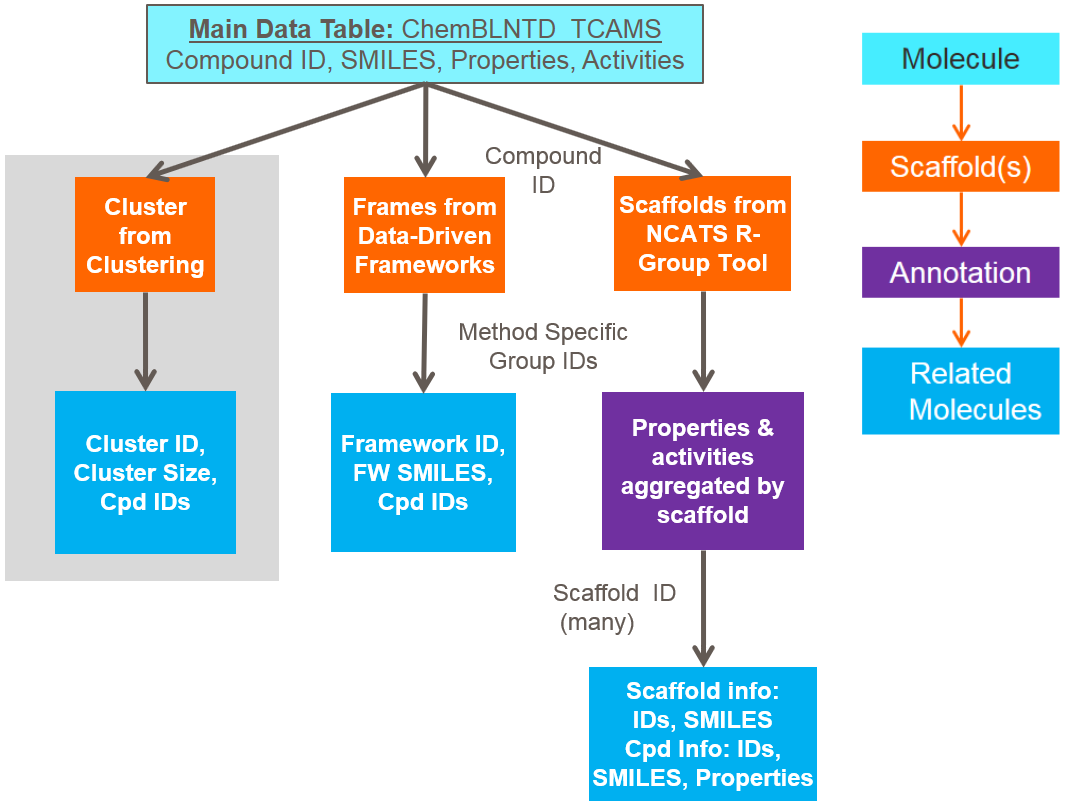 Main Data Table: ChemBLNTD TCAMS
Compound ID, SMILES, Properties, Activities
Compound
ID
Cluster
from
Clustering
Frames from
Data-Driven
Frameworks
Scaffolds from
NCATS R-
Group Tool
Method Specific
Group IDs
Cluster ID,
Cluster Size,
Cpd IDs
Framework ID,
FW SMILES,
Cpd IDs
Properties &
activities
aggregated by
scaffold
Scaffold ID
(many)
Scaffold info:
IDs, SMILES
Cpd Info: IDs,
SMILES, Properties
Molecule
Scaffold(s)
Annotation
Related
Molecules